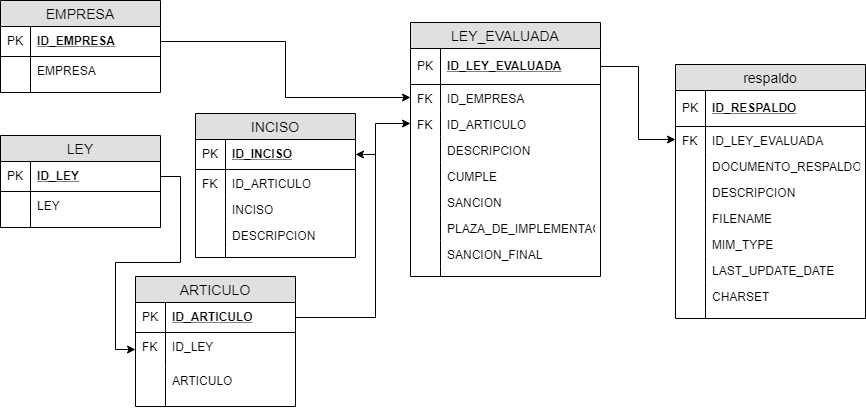 EMPRESA
PK ID_EMPRESA
EMPRESA
LEY
PK ID_LEY
LEY
INCISO
PK ID_INCISO
FK ID_ARTICULO
INCISO
DESCRIPCION
ARTICULO
PK ID_ARTICULO
FK ID_LEY
ARTICULO
LEY_EVALUADA
PK ID_LEY_EVALUADA
FK ID_EMPRESA
FK ID_ARTICULO
DESCRIPCION
CUMPLE
SANCION
PLAZA_DE_IMPLEMENTAC
SANCION_FINAL
respaldo
PK ID_RESPALDO
FK ID_LEY_EVALUADA
DOCUMENTO_RESPALDO
DESCRIPCION
FILENAME
MIM_TYPE
LAST_UPDATE_DATE
CHARSET